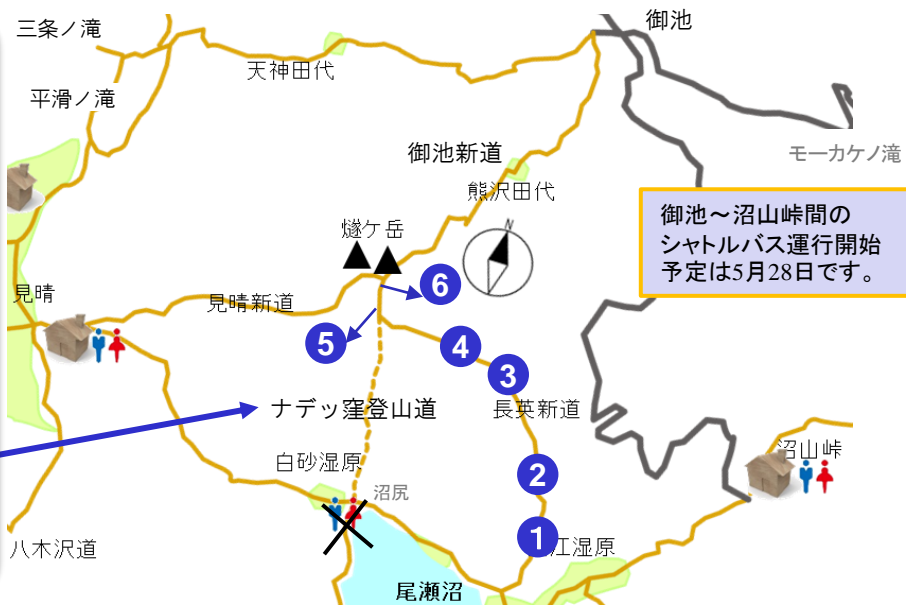 三条ノ滝
御池
天神田代
平滑ノ滝
モーカケノ滝
御池新道
熊沢田代
御池～沼山峠間の
シャトルバス運行開始
予定は5月28日です。
燧ケ岳
N
6
見晴
見晴新道
5
4
3
長英新道
ナデッ窪登山道
沼山峠
白砂湿原
2
沼尻
1
江湿原
八木沢道
尾瀬沼